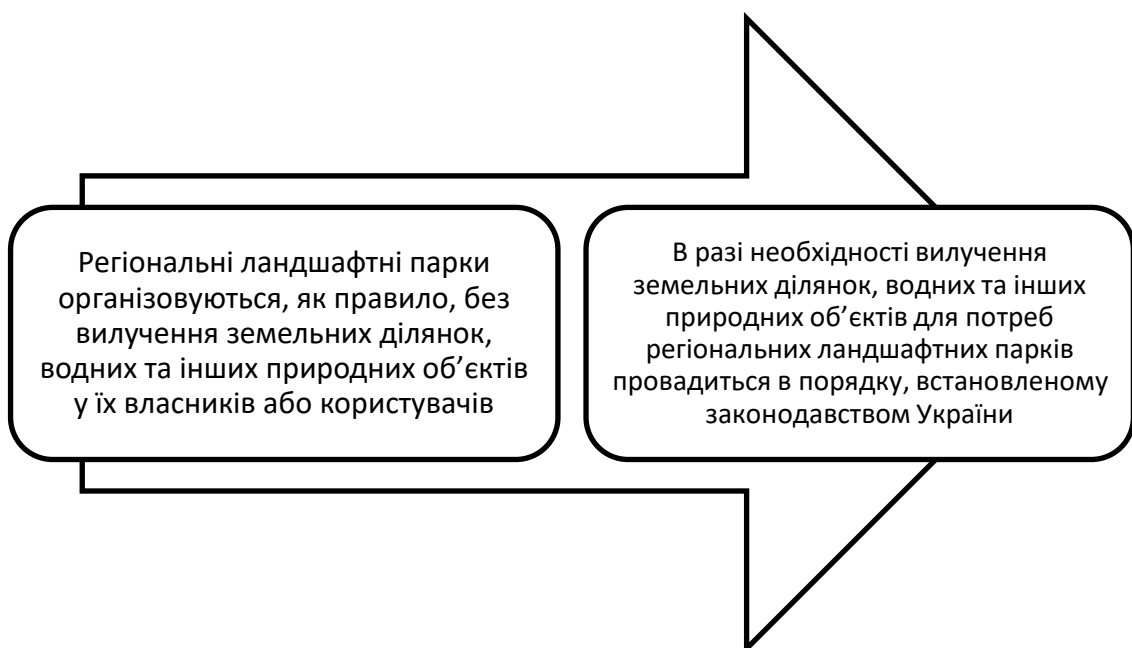 Регіональні ландшафтні парки
організовуються, як правило, без
вилучення земельних ділянок,
водних та інших природних об’єктів
у їх власників або користувачів
В разі необхідності вилучення
земельних ділянок, водних та інших
природних об’єктів для потреб
регіональних ландшафтних парків
провадиться в порядку, встановленому
законодавством України